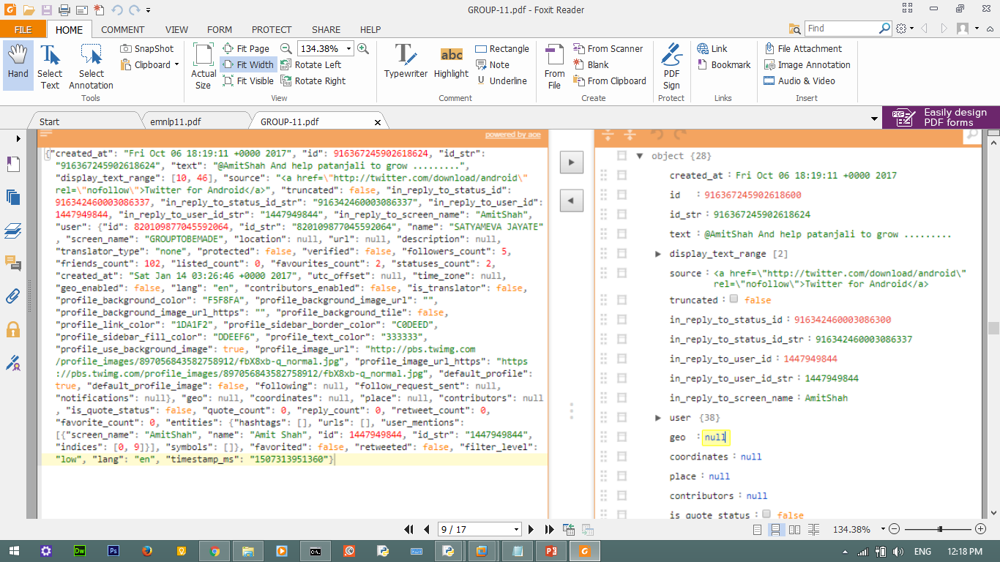 GROUP-11.pdf - Foxit Reader
FILE HOME COMMENT VIEW FORM PROTECT SHARE HELP Find
Hand
Select
Text
Select
Annotation
SnapShot
Clipboard
Tools
Actual
Size
Fit Page
Fit Width
Fit Visible
134.38%
Rotate Left
Rotate Right
View
Typewriter
abc
Highlight
Rectangle
Note
Underline
Comment
From
File
From Scanner
Blank
From Clipboard
Create
PDF
Sign
Protect
Link
Bookmark
Links
File Attachment
Image Annotation
Audio & Video
Insert
Start emnlp11.pdf GROUP-11.pdf
PDF
Easily design
PDF forms
powered by ace
{"created_at": "Fri Oct 06 18:19:11 +0000 2017", "id": 916367245902618624, "id_str":
"916367245902618624", "text": "@AmitShah And help patanjali to grow .........",
"display_text_range": [10, 46], "source": "<a href=\"http://twitter.com/download/android\"
rel=\"nofollow\">Twitter for Android</a>", "truncated": false, "in_reply_to_status_id":
916342460003086337, "in_reply_to_status_id_str": "916342460003086337", "in_reply_to_user_id":
1447949844, "in_reply_to_user_id_str": "1447949844", "in_reply_to_screen_name": "AmitShah",
"user": {"id": 820109877045592064, "id_str": "820109877045592064", "name": "SATYAMEVA JAYATE"
, "screen_name": "GROUPTOBEMADE", "location": null, "url": null, "description": null,
"translator_type": "none", "protected": false, "verified": false, "followers_count": 5,
"friends_count": 102, "listed_count": 0, "favourites_count": 2, "statuses_count": 2,
"created_at": "Sat Jan 14 03:26:46 +0000 2017", "utc_offset": null, "time_zone": null,
"geo_enabled": false, "lang": "en", "contributors_enabled": false, "is_translator": false,
"profile_background_color": "F5F8FA", "profile_background_image_url": "",
"profile_background_image_url_https": "", "profile_background_tile": false,
"profile_link_color": "1DA1F2", "profile_sidebar_border_color": "C0DEED",
"profile_sidebar_fill_color": "DDEEF6", "profile_text_color": "333333",
"profile_use_background_image": true, "profile_image_url": "http://pbs.twimg.com
/profile_images/897056843582758912/fbX8xb-q_normal.jpg", "profile_image_url_https": "https
://pbs.twimg.com/profile_images/897056843582758912/fbX8xb-q_normal.jpg", "default_profile":
true, "default_profile_image": false, "following": null, "follow_request_sent": null,
"notifications": null}, "geo": null, "coordinates": null, "place": null, "contributors": null
, "is_quote_status": false, "quote_count": 0, "reply_count": 0, "retweet_count": 0,
"favorite_count": 0, "entities": {"hashtags": [], "urls": [], "user_mentions":
[{"screen_name": "AmitShah", "name": "Amit Shah", "id": 1447949844, "id_str": "1447949844",
"indices": [0, 9]}], "symbols": []}, "favorited": false, "retweeted": false, "filter_level":
"low", "lang": "en", "timestamp_ms": "1507313951360"}
object {28}
created_at : Fri Oct 06 18:19:11 +0000 2017
id : 916367245902618600
id_str : 916367245902618624
text : @AmitShah And help patanjali to grow .........
display_text_range [2]
source : <a href=\"http://twitter.com/download/android\"
rel=\"nofollow\">Twitter for Android</a>
truncated : false
in_reply_to_status_id : 916342460003086300
in_reply_to_status_id_str : 916342460003086337
in_reply_to_user_id : 1447949844
in_reply_to_user_id_str : 1447949844
in_reply_to_screen_name : AmitShah
user {38}
geo : null
coordinates : null
place : null
contributors : null
is_quote_status : false
9 / 17
134.38%
ENG 12:18 PM